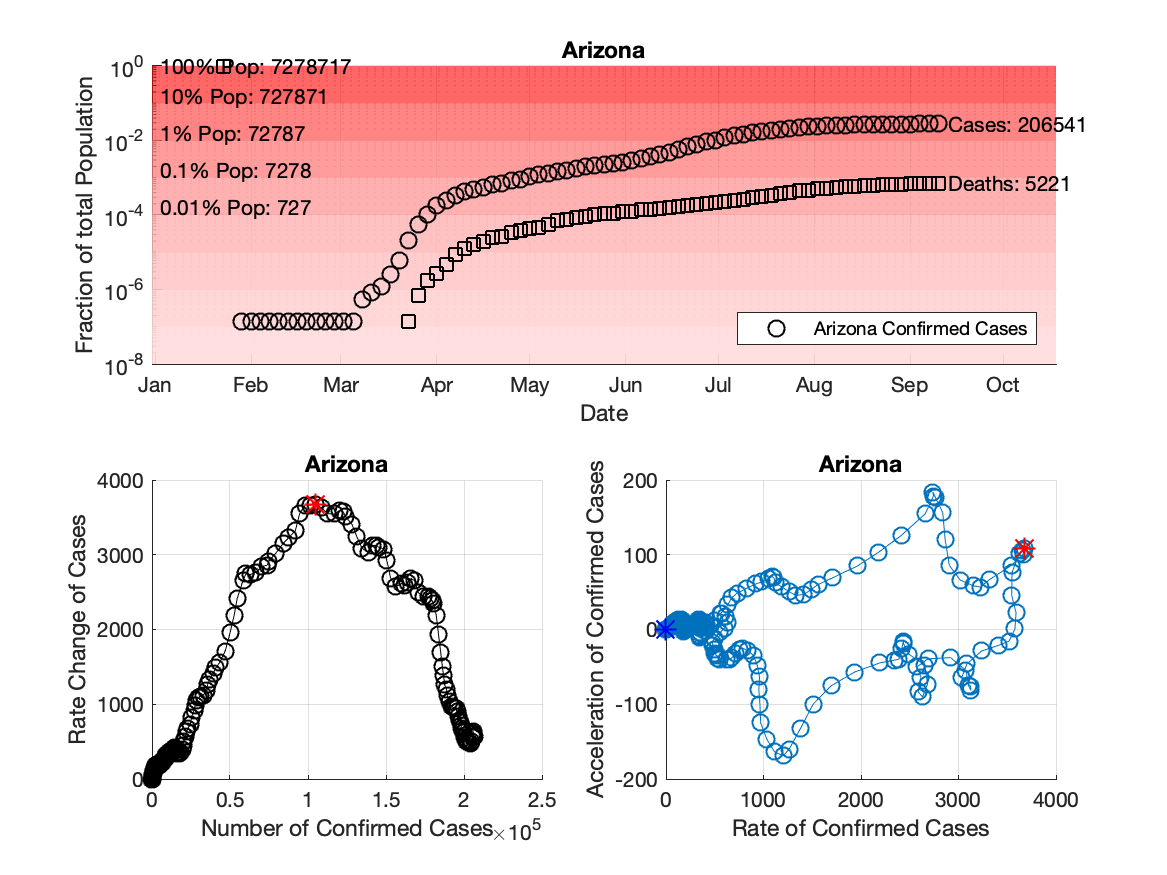 Arizona
Fraction of total Population
10^0
10^-2
10^-4
10^-6
10^-8
100% Pop: 7278717
10% Pop: 727871
1% Pop: 72787
0.1% Pop: 7278
0.01% Pop: 727
Cases: 206541
Deaths: 5221
Arizona Confirmed Cases
Jan Feb Mar Apr May Jun Jul Aug Sep Oct
Date
Arizona
Rate Change of Cases
4000
3000
2000
1000
0
0 0.5 1 1.5 2 2.5
Number of Confirmed Cases ×10^5
Arizona
Acceleration of Confirmed Cases
200
100
0
-100
-200
0 1000 2000 3000 4000
Rate of Confirmed Cases